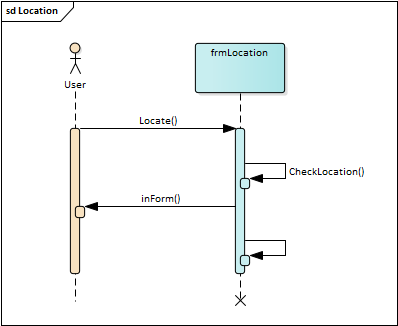 sd Location
frmLocation
User
Locate()
CheckLocation()
inForm()